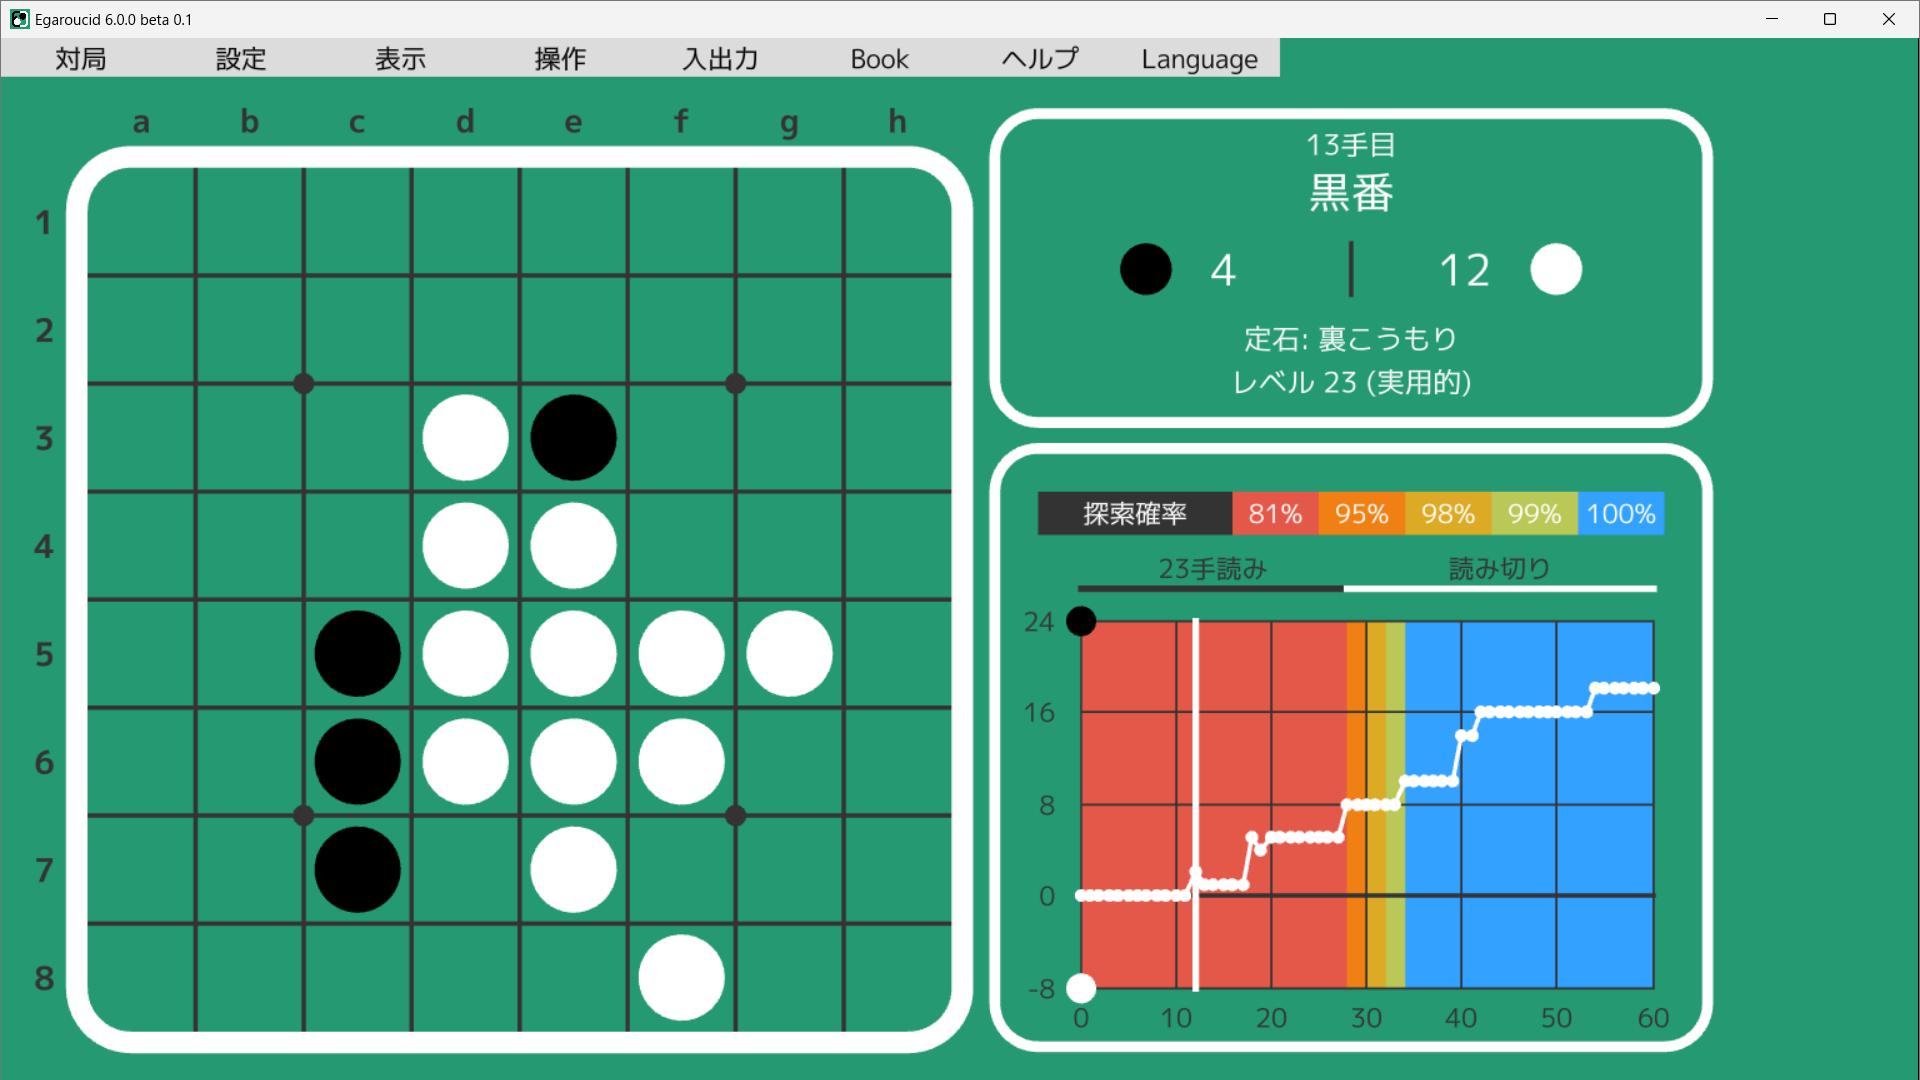 Egaroucid 6.0.0 beta 0.1
対局 設定 表示 操作 入出力 Book ヘルプ Language
a b c d e f g h
1
2
3
4
5
6
7
8
13手目
黒番
4 12
定石: 裏こうもり
レベル 23 (実用的)
探索確率 81% 95% 98% 99% 100%
23手読み 読み切り
24
16
8
0
-8
0 10 20 30 40 50 60